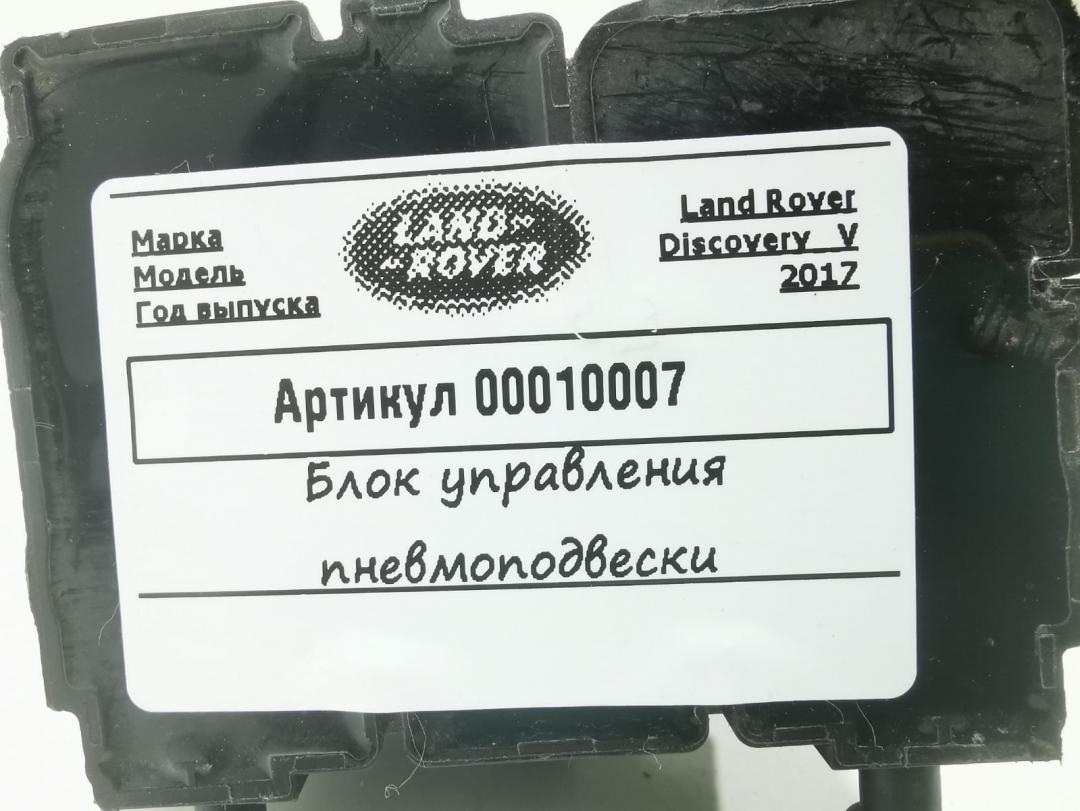 Марка
Модель
Год выпуска
LAND-
ROVER
Land Rover
Discovery V
2017
Артикул 00010007
Блок управления
пневмоподвески